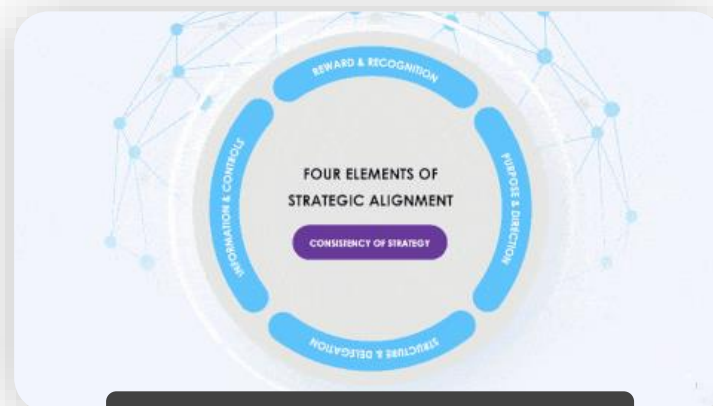 REWARD & RECOGNITION
PURPOSE & DIRECTION
STRUCTURE & DELEGATION
INFORMATION & CONTROLS
FOUR ELEMENTS OF
STRATEGIC ALIGNMENT
CONSISTENCY OF STRATEGY